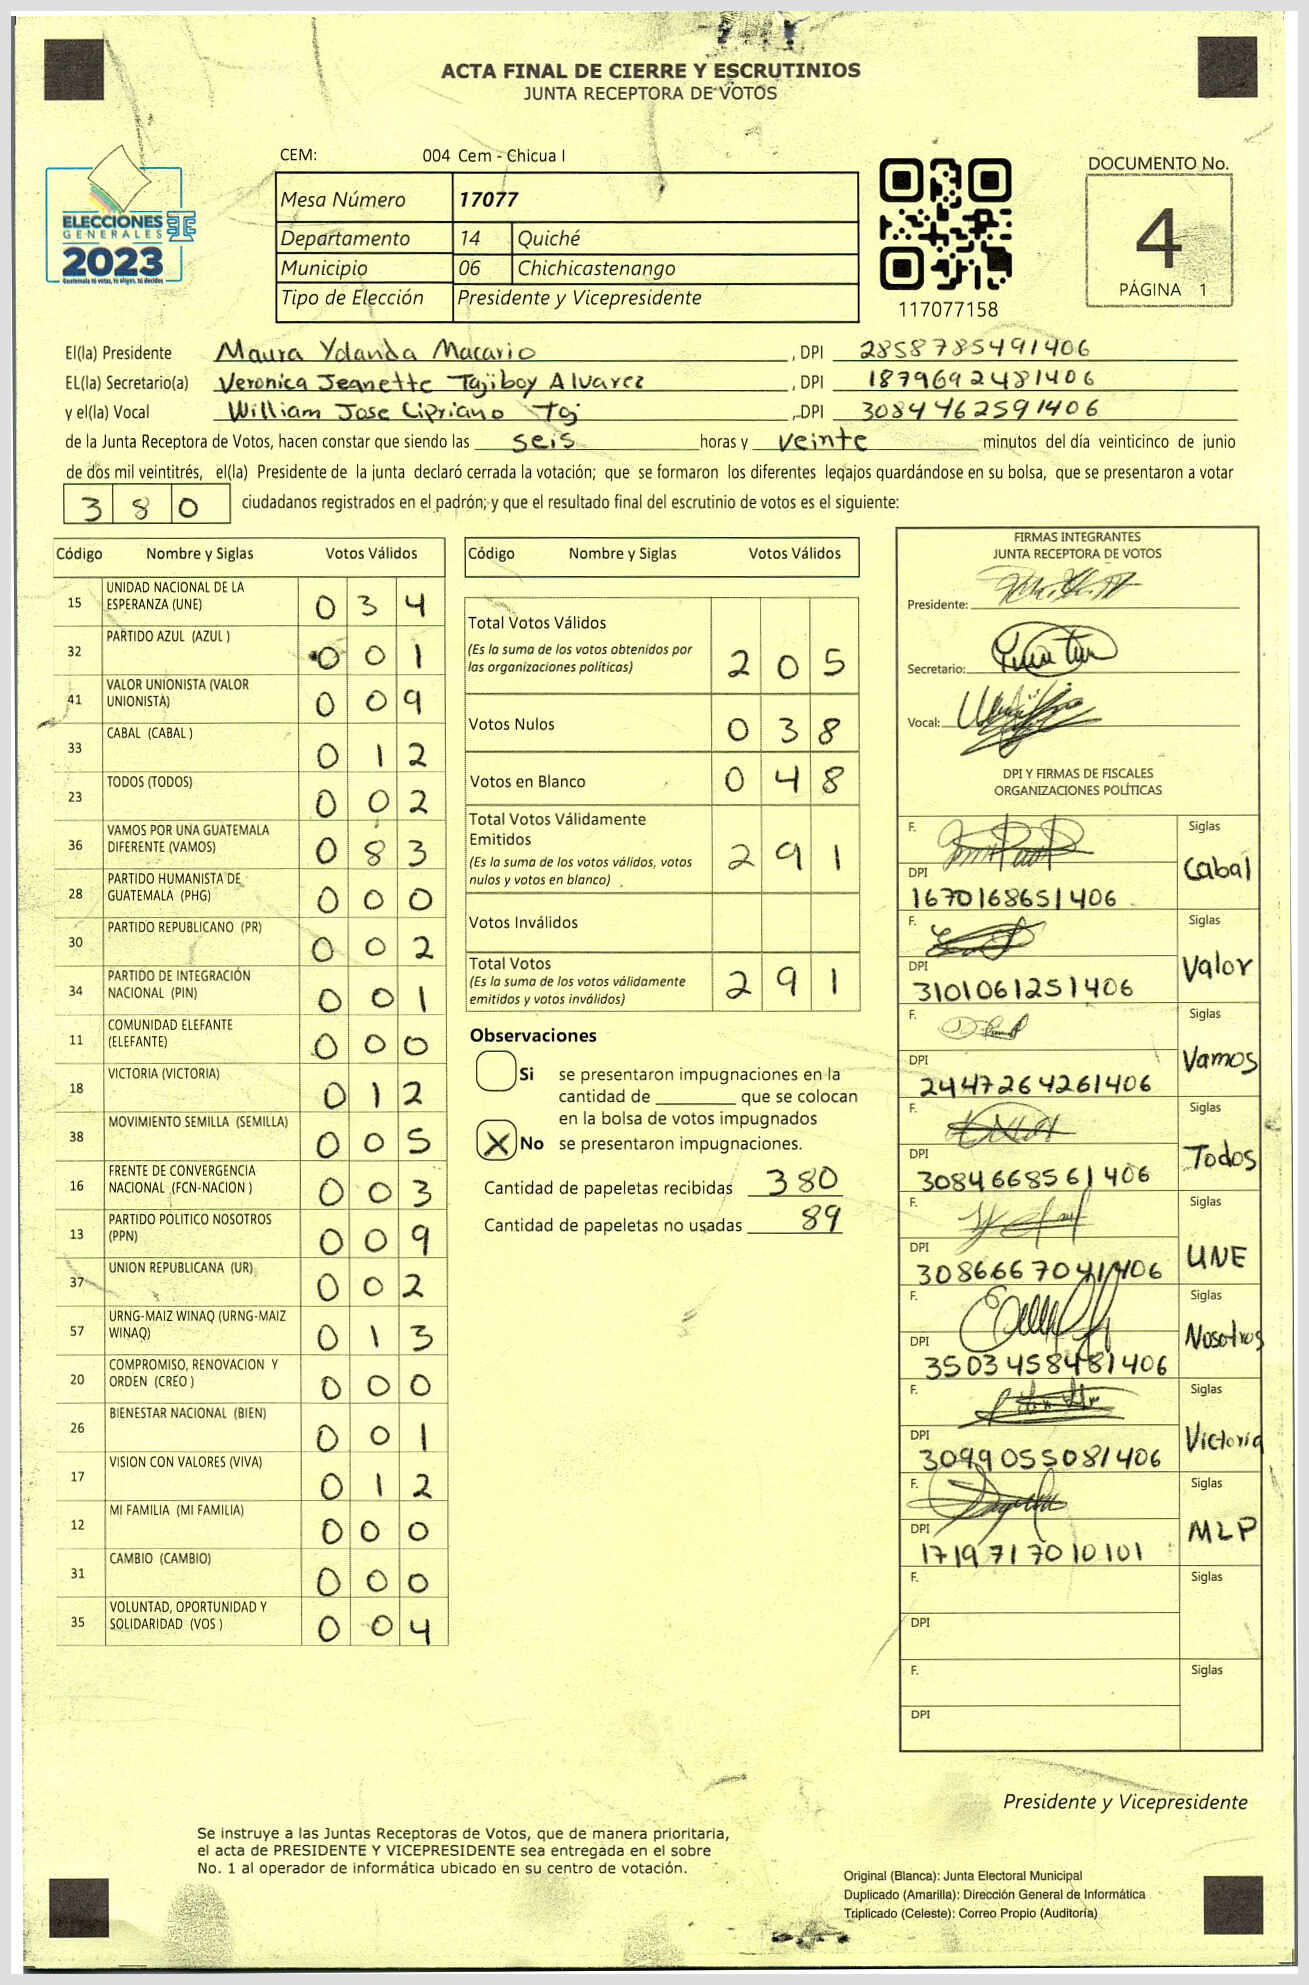 ACTA FINAL DE CIERRE Y ESCRUTINIOS
JUNTA RECEPTORA DE VOTOS
CEM: 004 Cem - Chicua I
ELECCIONES
GENERALES
2023
Guatemala tú votas, tú eliges, tú decides
Mesa Número 17077
Departamento 14 Quiché
Municipio 06 Chichicastenango
Tipo de Elección Presidente y Vicepresidente
117077158
DOCUMENTO No.
4
PÁGINA 1
El(la) Presidente Maura Yolanda Macario , DPI 2858785491406
EL(la) Secretario(a) Veronica Jeanette Tajiboy Alvarez , DPI 1879692481406
y el(la) Vocal William Jose Cipriano Toj , DPI 3084462591406
de la Junta Receptora de Votos, hacen constar que siendo las seis horas y veinte minutos del día veinticinco de junio
de dos mil veintitrés, el(la) Presidente de la junta declaró cerrada la votación; que se formaron los diferentes legajos quardándose en su bolsa, que se presentaron a votar
380 ciudadanos registrados en el padrón; y que el resultado final del escrutinio de votos es el siguiente:
Código Nombre y Siglas Votos Válidos
15 UNIDAD NACIONAL DE LA ESPERANZA (UNE) 0 3 4
32 PARTIDO AZUL (AZUL ) 0 0 1
41 VALOR UNIONISTA (VALOR UNIONISTA) 0 0 9
33 CABAL (CABAL ) 0 1 2
23 TODOS (TODOS) 0 0 2
36 VAMOS POR UNA GUATEMALA DIFERENTE (VAMOS) 0 8 3
28 PARTIDO HUMANISTA DE GUATEMALA (PHG) 0 0 0
30 PARTIDO REPUBLICANO (PR) 0 0 2
34 PARTIDO DE INTEGRACIÓN NACIONAL (PIN) 0 0 1
11 COMUNIDAD ELEFANTE (ELEFANTE) 0 0 0
18 VICTORIA (VICTORIA) 0 1 2
38 MOVIMIENTO SEMILLA (SEMILLA) 0 0 5
16 FRENTE DE CONVERGENCIA NACIONAL (FCN-NACION ) 0 0 3
13 PARTIDO POLITICO NOSOTROS (PPN) 0 0 9
37 UNION REPUBLICANA (UR) 0 0 2
57 URNG-MAIZ WINAQ (URNG-MAIZ WINAQ) 0 1 3
20 COMPROMISO, RENOVACION Y ORDEN (CREO ) 0 0 0
26 BIENESTAR NACIONAL (BIEN) 0 0 1
17 VISION CON VALORES (VIVA) 0 1 2
12 MI FAMILIA (MI FAMILIA) 0 0 0
31 CAMBIO (CAMBIO) 0 0 0
35 VOLUNTAD, OPORTUNIDAD Y SOLIDARIDAD (VOS ) 0 0 4
Código Nombre y Siglas Votos Válidos
Total Votos Válidos
(Es la suma de los votos obtenidos por las organizaciones políticas) 2 0 5
Votos Nulos 0 3 8
Votos en Blanco 0 4 8
Total Votos Válidamente Emitidos
(Es la suma de los votos válidos, votos nulos y votos en blanco) 2 9 1
Votos Inválidos
Total Votos
(Es la suma de los votos válidamente emitidos y votos inválidos) 2 9 1
Observaciones
Si se presentaron impugnaciones en la
cantidad de ________ que se colocan
en la bolsa de votos impugnados
X No se presentaron impugnaciones.
Cantidad de papeletas recibidas 380
Cantidad de papeletas no usadas 89
FIRMAS INTEGRANTES
JUNTA RECEPTORA DE VOTOS
Presidente:
Secretario:
Vocal:
DPI Y FIRMAS DE FISCALES
ORGANIZACIONES POLÍTICAS
F. Siglas
DPI 1670168651406 Cabal
F. Siglas
DPI 3101061251406 Valor
F. Siglas
DPI 2447264261406 Vamos
F. Siglas
DPI 3084668561406 Todos
F. Siglas
DPI 3086667041406 UNE
F. Siglas
DPI 3503458481406 Nosotros
F. Siglas
DPI 3099055081406 Victoria
F. Siglas
DPI 1719717010101 MLP
F. Siglas
DPI
F. Siglas
DPI
Presidente y Vicepresidente
Se instruye a las Juntas Receptoras de Votos, que de manera prioritaria,
el acta de PRESIDENTE Y VICEPRESIDENTE sea entregada en el sobre
No. 1 al operador de informática ubicado en su centro de votación.
Original (Blanca): Junta Electoral Municipal
Duplicado (Amarilla): Dirección General de Informática
Triplicado (Celeste): Correo Propio (Auditoría)